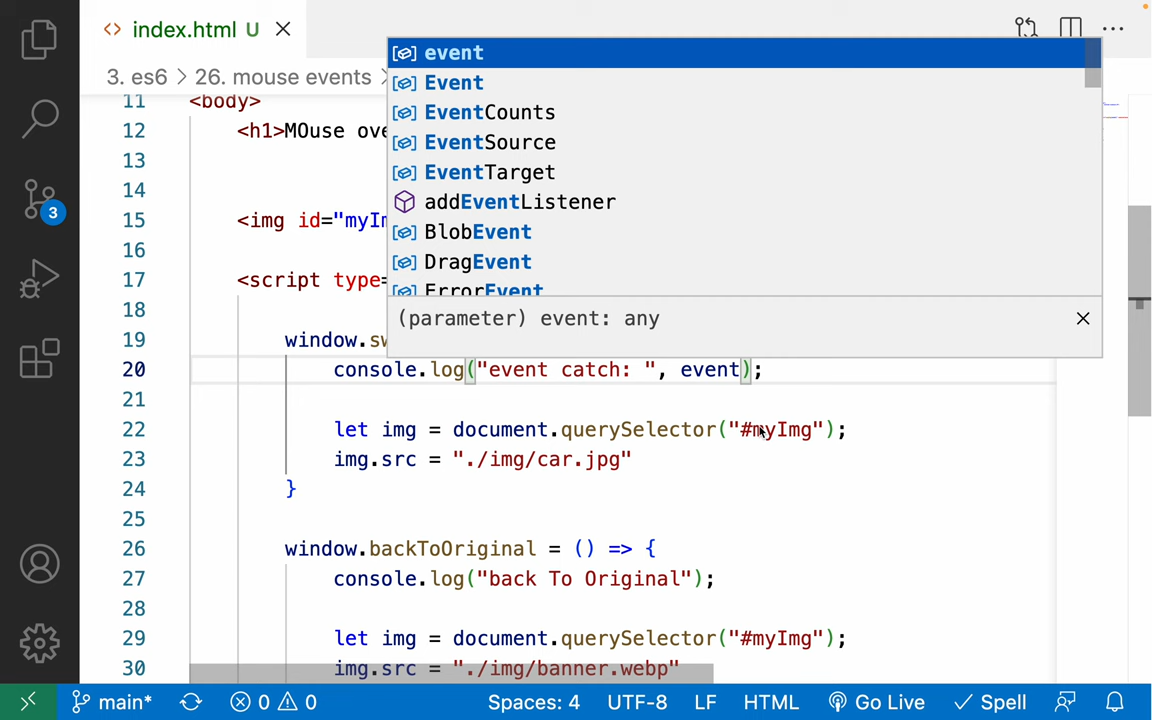 index.html U
3. es6 > 26. mouse events >
event
Event
EventCounts
EventSource
EventTarget
addEventListener
BlobEvent
DragEvent
ErrorEvent
(parameter) event: any
11 <body>
12 <h1>MOuse ove
13
14
15 <img id="myIm
16
17 <script type=
18
19 window.sw
20 console.log("event catch: ", event);
21
22 let img = document.querySelector("#myImg");
23 img.src = "./img/car.jpg"
24 }
25
26 window.backToOriginal = () => {
27 console.log("back To Original");
28
29 let img = document.querySelector("#myImg");
30 img.src = "./img/banner.webp"
3
main* 0 0 Spaces: 4 UTF-8 LF HTML Go Live Spell